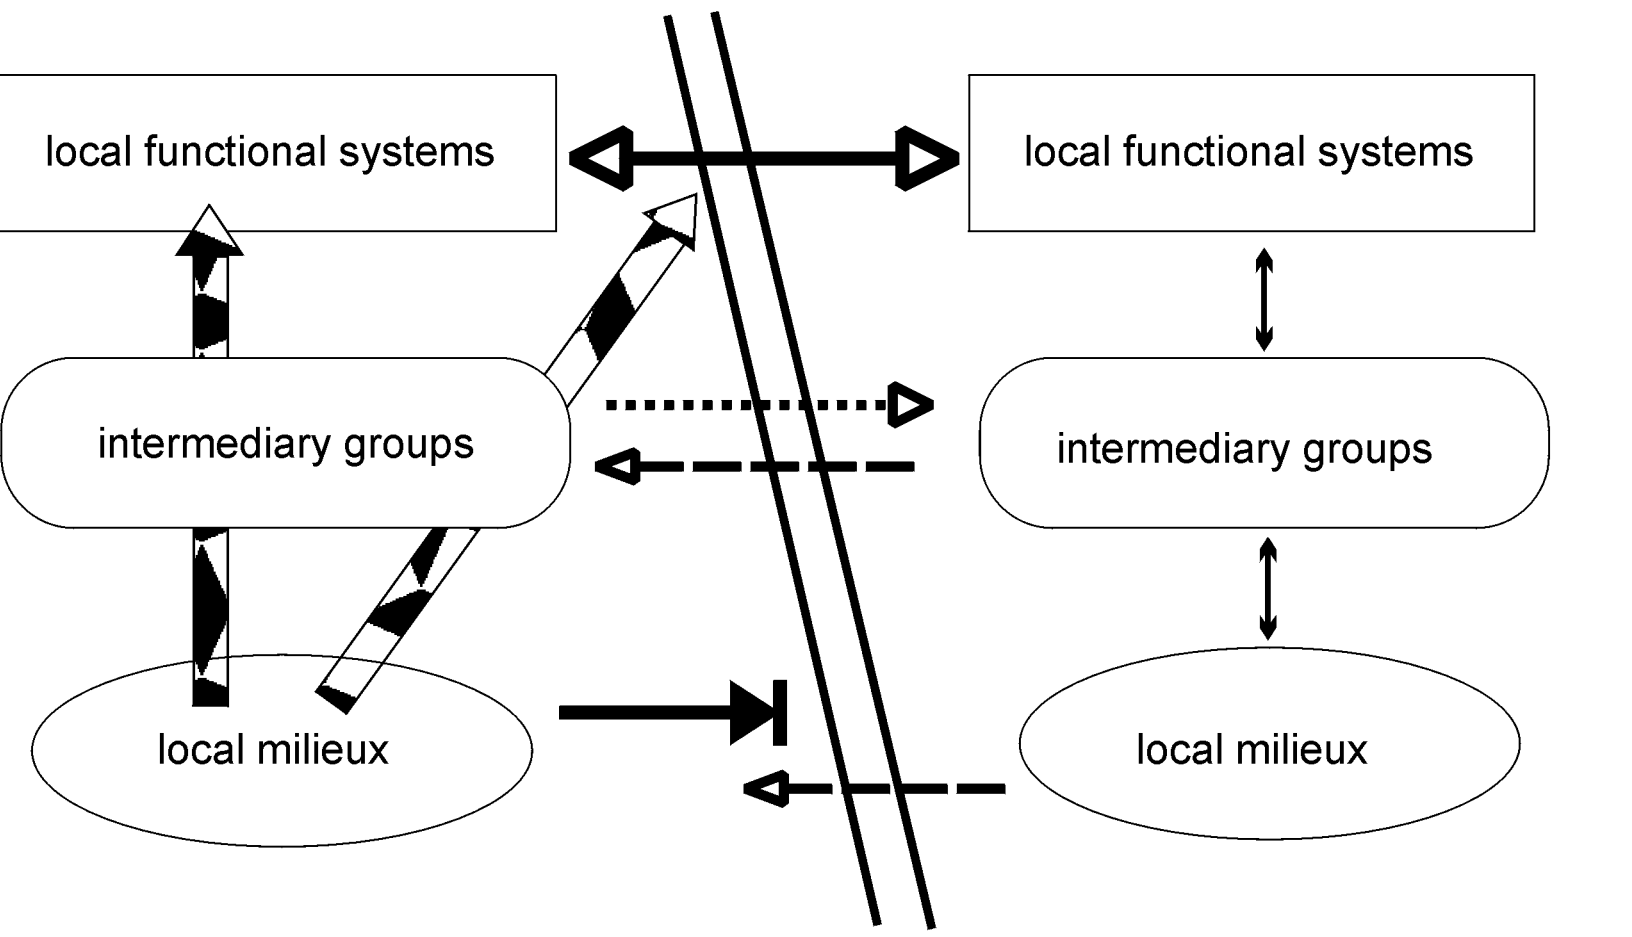 local functional systems
local functional systems
intermediary groups
intermediary groups
local milieux
local milieux